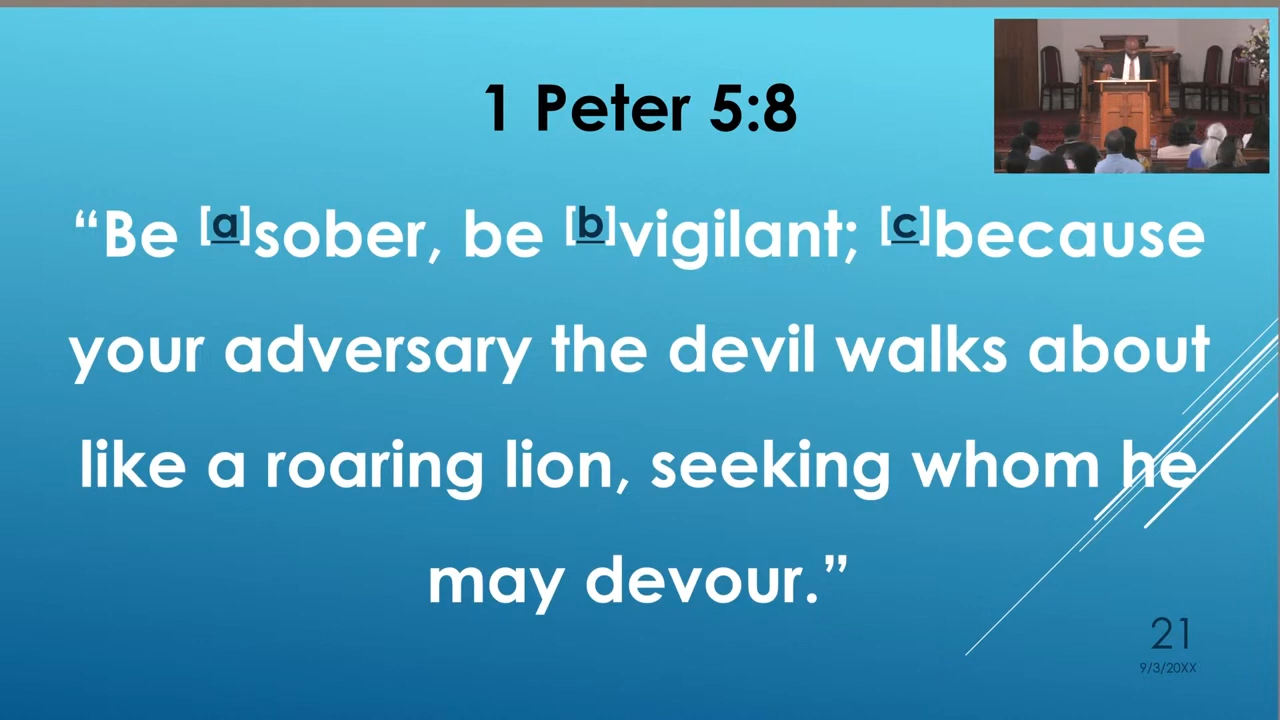 1 Peter 5:8
“Be [a]sober, be [b]vigilant; [c]because
your adversary the devil walks about
like a roaring lion, seeking whom he
may devour.”
21
9/3/20XX